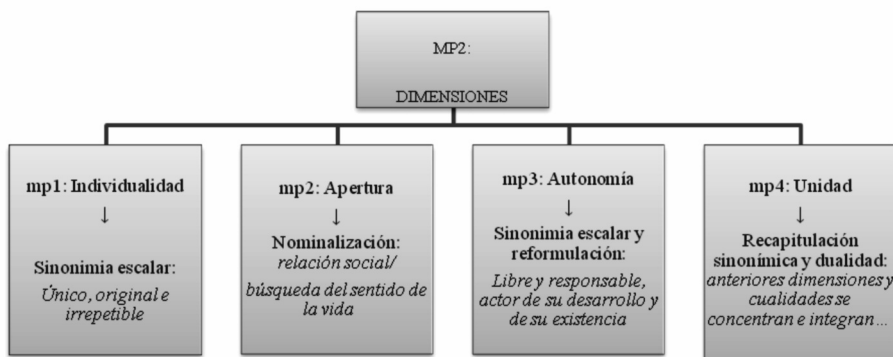 MP2:
DIMENSIONES
mp1: Individualidad
↓
Sinonimia escalar:
Único, original e
irrepetible
mp2: Apertura
↓
Nominalización:
relación social/
búsqueda del sentido de
la vida
mp3: Autonomía
↓
Sinonimia escalar y
reformulación:
Libre y responsable,
actor de su desarrollo y
de su existencia
mp4: Unidad
↓
Recapitulación
sinonímica y dualidad:
anteriores dimensiones y
cualidades se
concentran e integran...